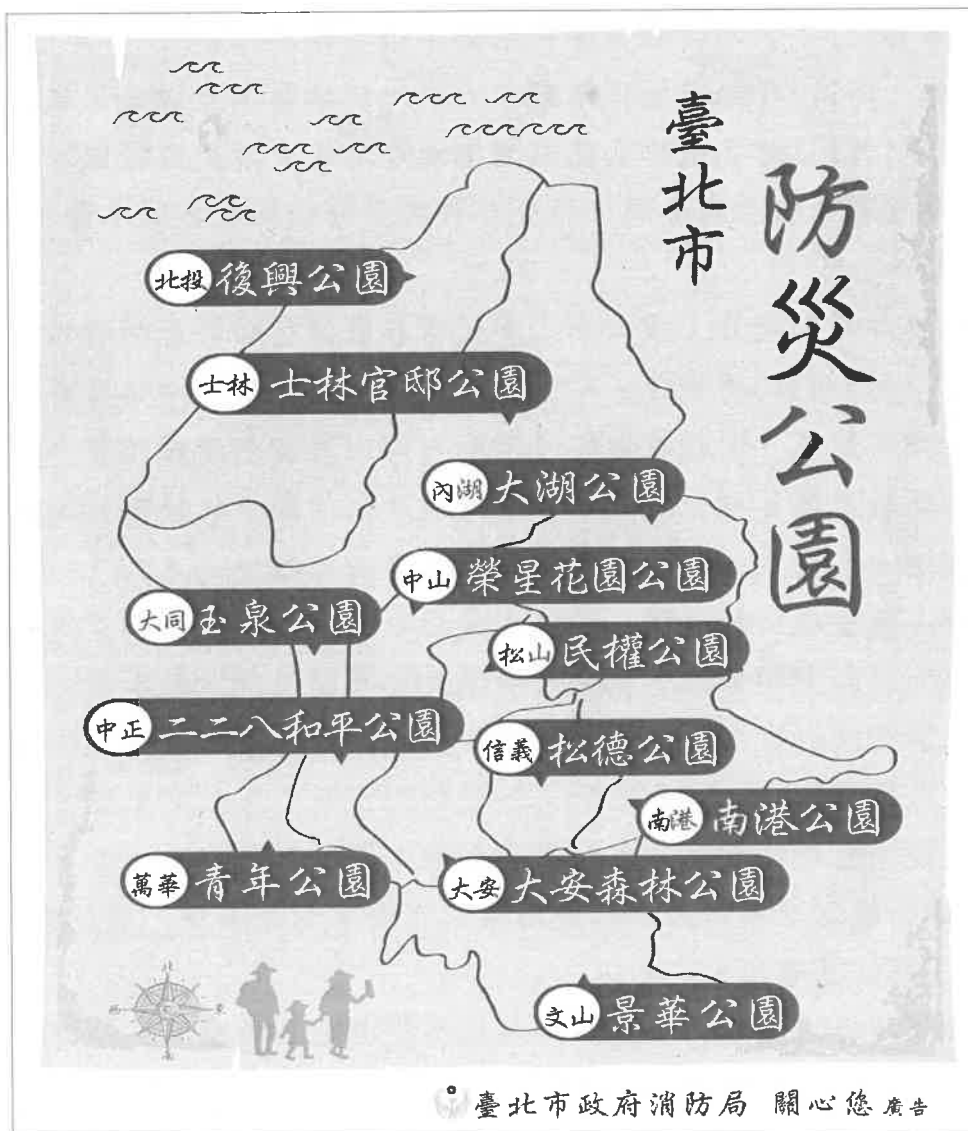 臺北市
防災公園
北投 復興公園
士林 士林官邸公園
內湖 大湖公園
中山 榮星花園公園
大同 玉泉公園
松山 民權公園
中正 二二八和平公園
信義 松德公園
南港 南港公園
萬華 青年公園
大安 大安森林公園
文山 景華公園
臺北市政府消防局 關心您 廣告